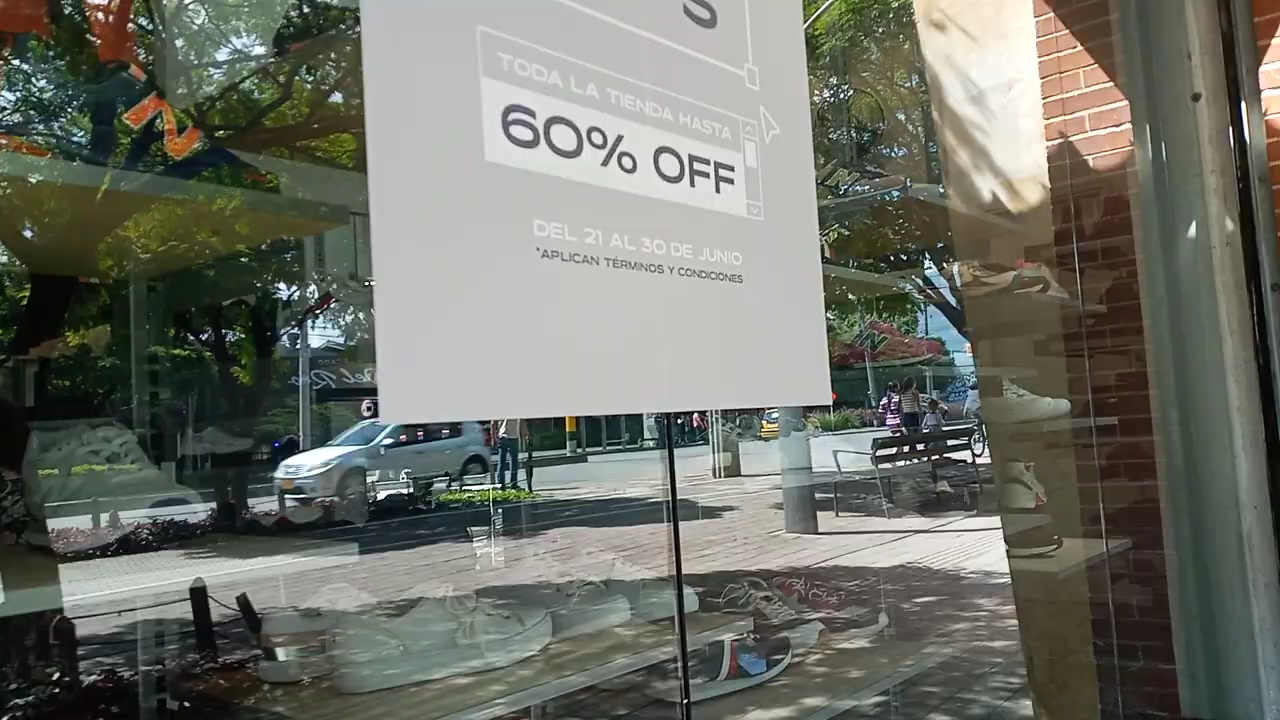 S
TODA LA TIENDA HASTA
60% OFF
DEL 21 AL 30 DE JUNIO
*APLICAN TÉRMINOS Y CONDICIONES